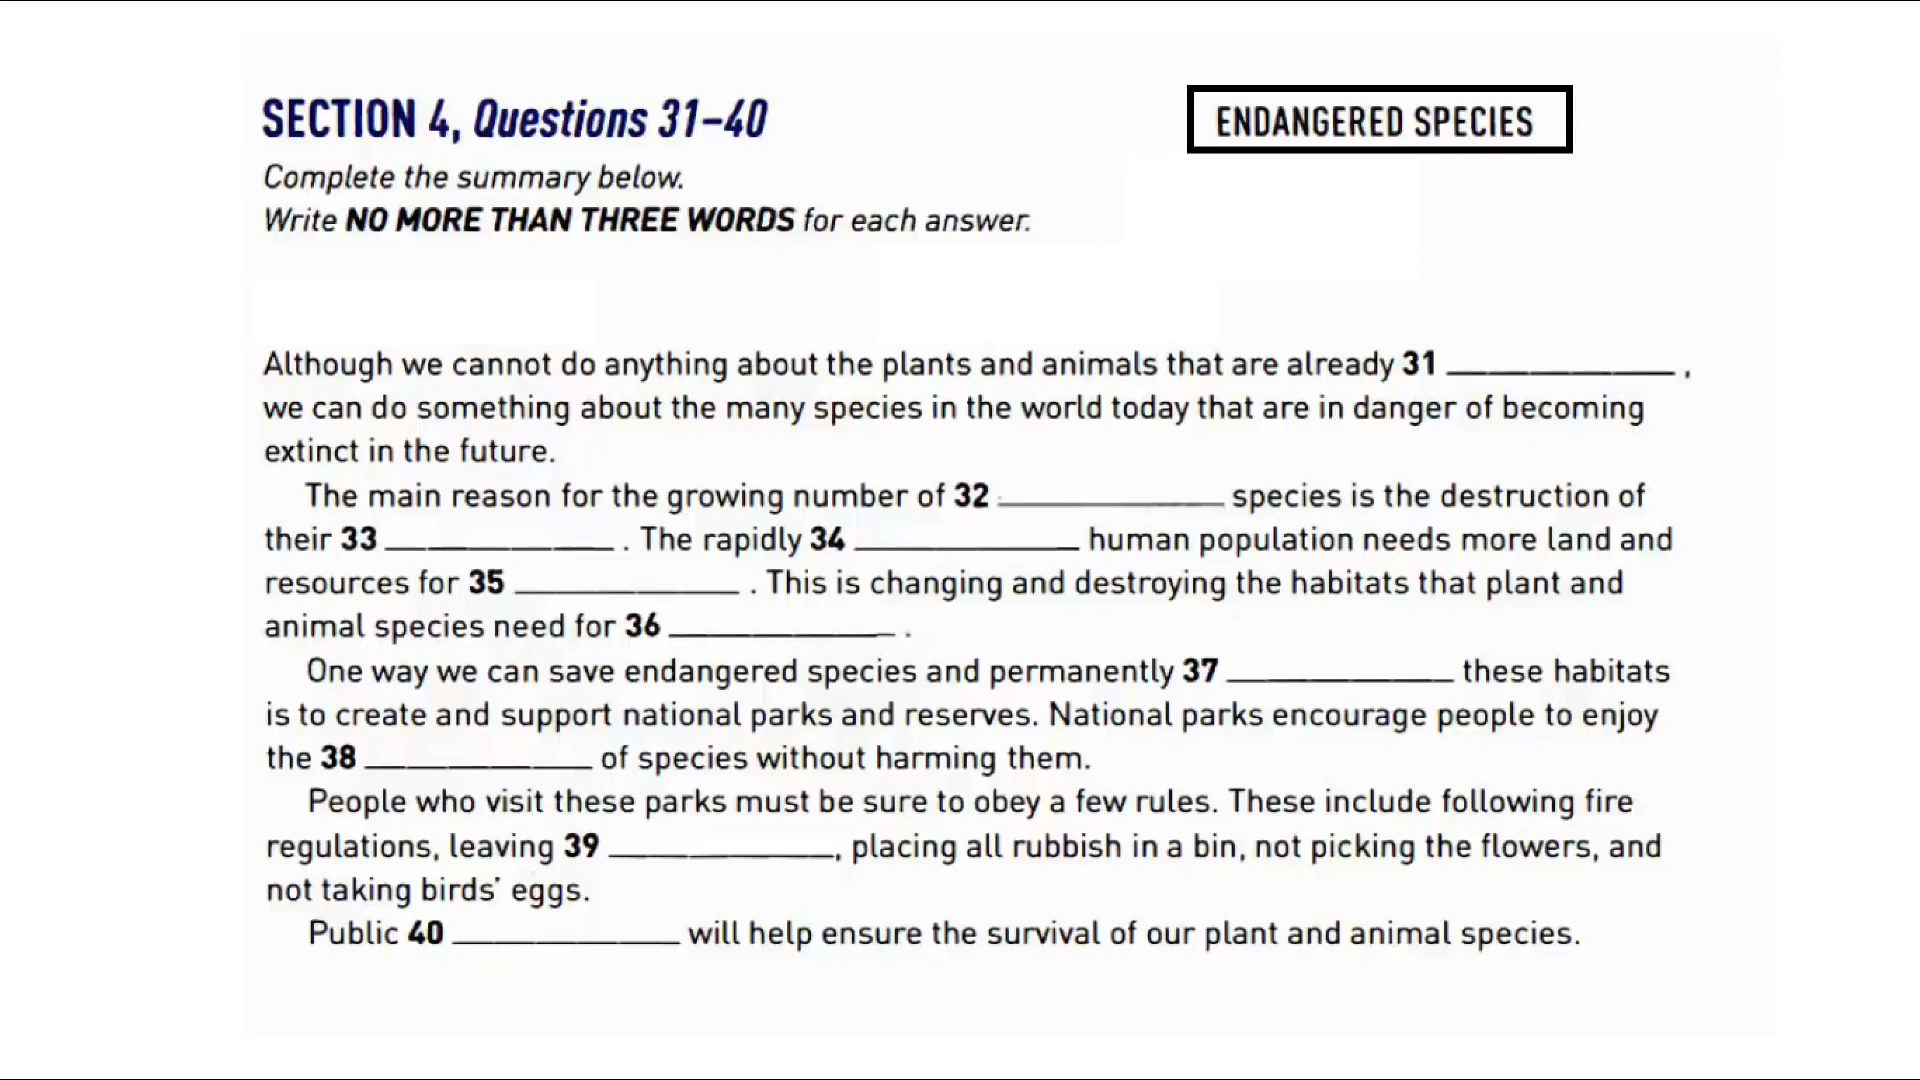 SECTION 4, Questions 31–40
ENDANGERED SPECIES
Complete the summary below.
Write NO MORE THAN THREE WORDS for each answer.
Although we cannot do anything about the plants and animals that are already 31 ____________ ,
we can do something about the many species in the world today that are in danger of becoming
extinct in the future.
The main reason for the growing number of 32 ____________ species is the destruction of
their 33 ____________ . The rapidly 34 ____________ human population needs more land and
resources for 35 ____________ . This is changing and destroying the habitats that plant and
animal species need for 36 ____________ .
One way we can save endangered species and permanently 37 ____________ these habitats
is to create and support national parks and reserves. National parks encourage people to enjoy
the 38 ____________ of species without harming them.
People who visit these parks must be sure to obey a few rules. These include following fire
regulations, leaving 39 ____________, placing all rubbish in a bin, not picking the flowers, and
not taking birds’ eggs.
Public 40 ____________ will help ensure the survival of our plant and animal species.